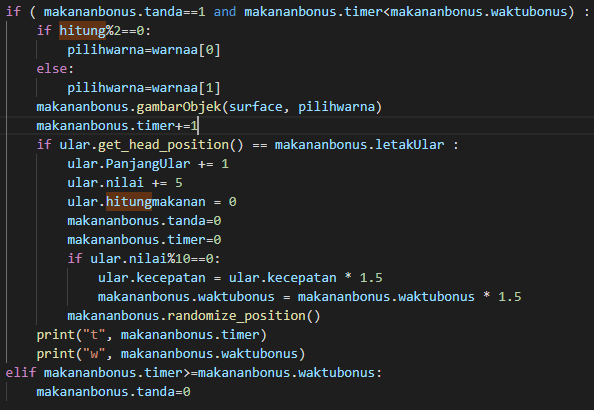 if ( makananbonus.tanda==1 and makananbonus.timer<makananbonus.waktubonus) :
    if hitung%2==0:
        pilihwarna=warnaa[0]
    else:
        pilihwarna=warnaa[1]
    makananbonus.gambarObjek(surface, pilihwarna)
    makananbonus.timer+=1
    if ular.get_head_position() == makananbonus.letakUlar :
        ular.PanjangUlar += 1
        ular.nilai += 5
        ular.hitungmakanan = 0
        makananbonus.tanda=0
        makananbonus.timer=0
        if ular.nilai%10==0:
            ular.kecepatan = ular.kecepatan * 1.5
            makananbonus.waktubonus = makananbonus.waktubonus * 1.5
        makananbonus.randomize_position()
    print("t", makananbonus.timer)
    print("w", makananbonus.waktubonus)
elif makananbonus.timer>=makananbonus.waktubonus:
    makananbonus.tanda=0